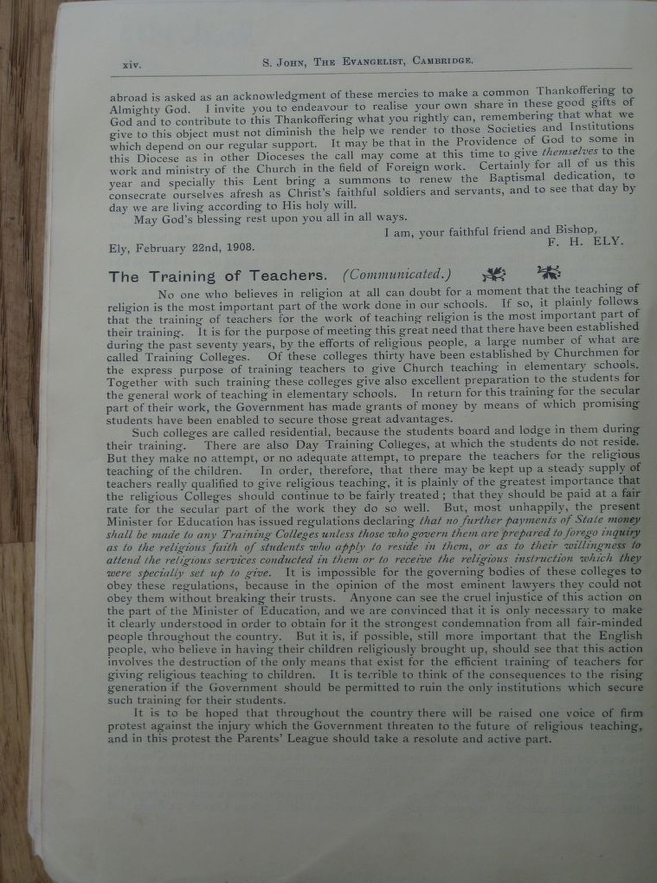 xiv.
S. John, The Evangelist, Cambridge.
abroad is asked as an acknowledgment of these mercies to make a common Thankoffering to
Almighty God. I invite you to endeavour to realise your own share in these good gifts of
God and to contribute to this Thankoffering what you rightly can, remembering that what we
give to this object must not diminish the help we render to those Societies and Institutions
which depend on our regular support. It may be that in the Providence of God to some in
this Diocese as in other Dioceses the call may come at this time to give themselves to the
work and ministry of the Church in the field of Foreign work. Certainly for all of us this
year and specially this Lent bring a summons to renew the Baptismal dedication, to
consecrate ourselves afresh as Christ's faithful soldiers and servants, and to see that day by
day we are living according to His holy will.
May God's blessing rest upon you all in all ways.
I am, your faithful friend and Bishop,
F. H. ELY.
Ely, February 22nd, 1908.
The Training of Teachers. (Communicated.)
No one who believes in religion at all can doubt for a moment that the teaching of
religion is the most important part of the work done in our schools. If so, it plainly follows
that the training of teachers for the work of teaching religion is the most important part of
their training. It is for the purpose of meeting this great need that there have been established
during the past seventy years, by the efforts of religious people, a large number of what are
called Training Colleges. Of these colleges thirty have been established by Churchmen for
the express purpose of training teachers to give Church teaching in elementary schools.
Together with such training these colleges give also excellent preparation to the students for
the general work of teaching in elementary schools. In return for this training for the secular
part of their work, the Government has made grants of money by means of which promising
students have been enabled to secure those great advantages.
Such colleges are called residential, because the students board and lodge in them during
their training. There are also Day Training Colleges, at which the students do not reside.
But they make no attempt, or no adequate attempt, to prepare the teachers for the religious
teaching of the children. In order, therefore, that there may be kept up a steady supply of
teachers really qualified to give religious teaching, it is plainly of the greatest importance that
the religious Colleges should continue to be fairly treated; that they should be paid at a fair
rate for the secular part of the work they do so well. But, most unhappily, the present
Minister for Education has issued regulations declaring that no further payments of State money
shall be made to any Training Colleges unless those who govern them are prepared to forego inquiry
as to the religious faith of students who apply to reside in them, or as to their willingness to
attend the religious services conducted in them or to receive the religious instruction which they
were specially set up to give. It is impossible for the governing bodies of these colleges to
obey these regulations, because in the opinion of the most eminent lawyers they could not
obey them without breaking their trusts. Anyone can see the cruel injustice of this action on
the part of the Minister of Education, and we are convinced that it is only necessary to make
it clearly understood in order to obtain for it the strongest condemnation from all fair-minded
people throughout the country. But it is, if possible, still more important that the English
people, who believe in having their children religiously brought up, should see that this action
involves the destruction of the only means that exist for the efficient training of teachers for
giving religious teaching to children. It is terrible to think of the consequences to the rising
generation if the Government should be permitted to ruin the only institutions which secure
such training for their students.
It is to be hoped that throughout the country there will be raised one voice of firm
protest against the injury which the Government threaten to the future of religious teaching,
and in this protest the Parents' League should take a resolute and active part.